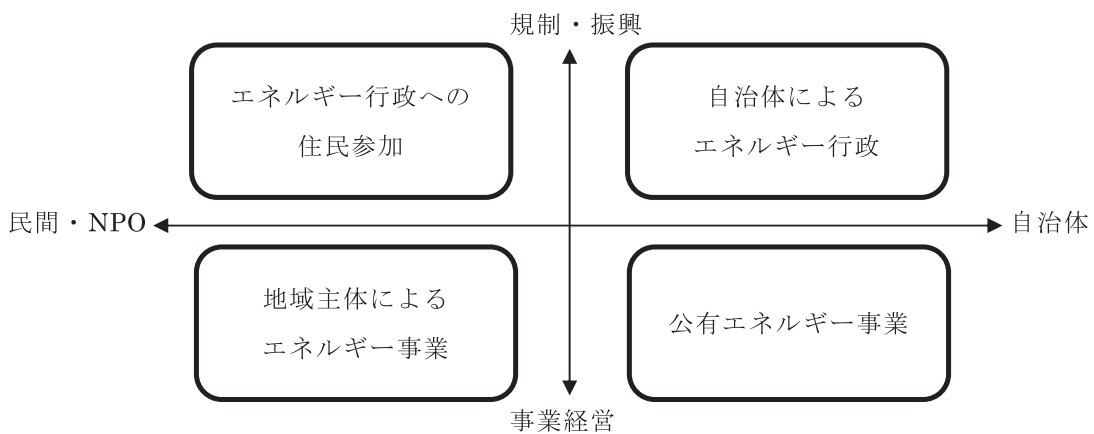 規制・振興
エネルギー行政への
住民参加
自治体による
エネルギー行政
民間・NPO
自治体
地域主体による
エネルギー事業
公有エネルギー事業
事業経営